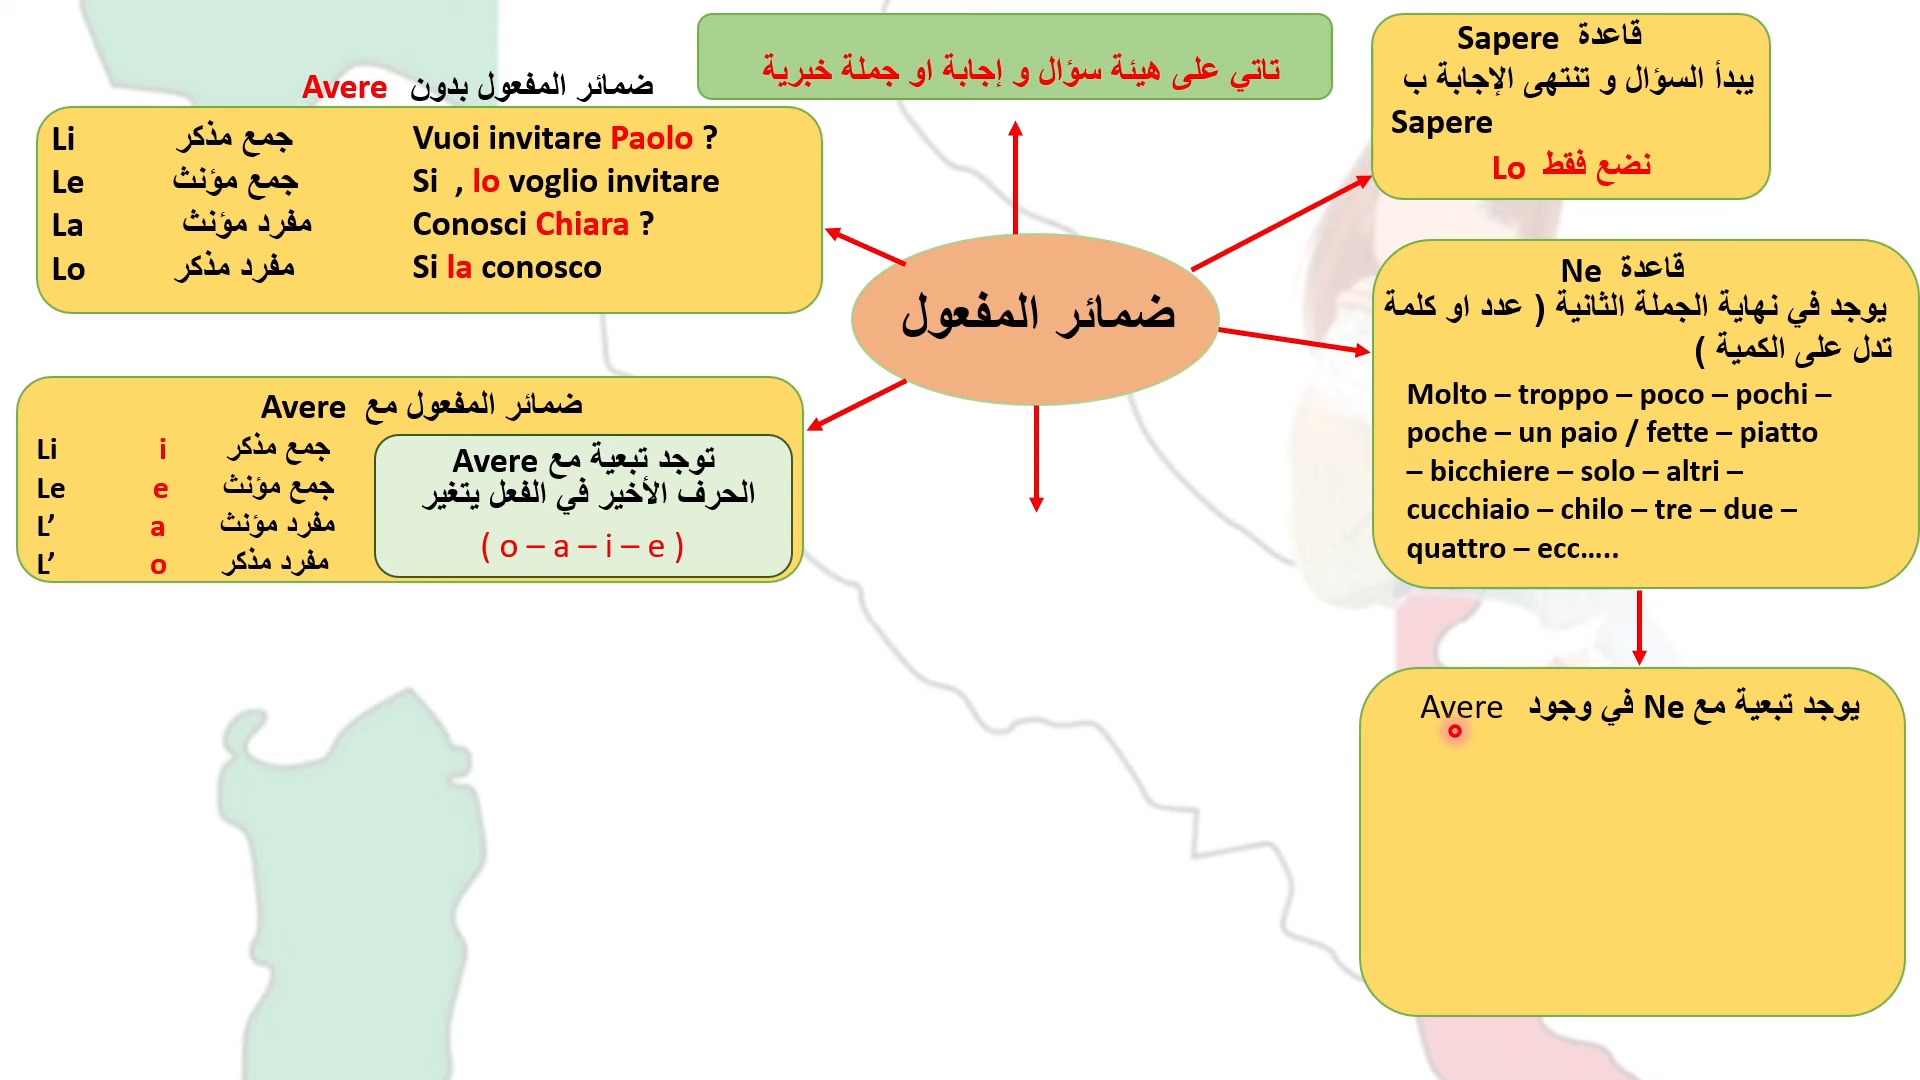 تاتي على هيئة سؤال و إجابة او جملة خبرية
ضمائر المفعول
ضمائر المفعول بدون Avere
Li جمع مذكر Vuoi invitare Paolo ?
Le جمع مؤنث Si , lo voglio invitare
La مفرد مؤنث Conosci Chiara ?
Lo مفرد مذكر Si la conosco
ضمائر المفعول مع Avere
Li i جمع مذكر
Le e جمع مؤنث
L’ a مفرد مؤنث
L’ o مفرد مذكر
توجد تبعية مع Avere
الحرف الأخير في الفعل يتغير
( o – a – i – e )
قاعدة Sapere
يبدأ السؤال و تنتهى الإجابة ب
Sapere
نضع فقط Lo
قاعدة Ne
يوجد في نهاية الجملة الثانية ( عدد او كلمة
تدل على الكمية )
Molto – troppo – poco – pochi –
poche – un paio / fette – piatto
– bicchiere – solo – altri –
cucchiaio – chilo – tre – due –
quattro – ecc…..
يوجد تبعية مع Ne في وجود Avere